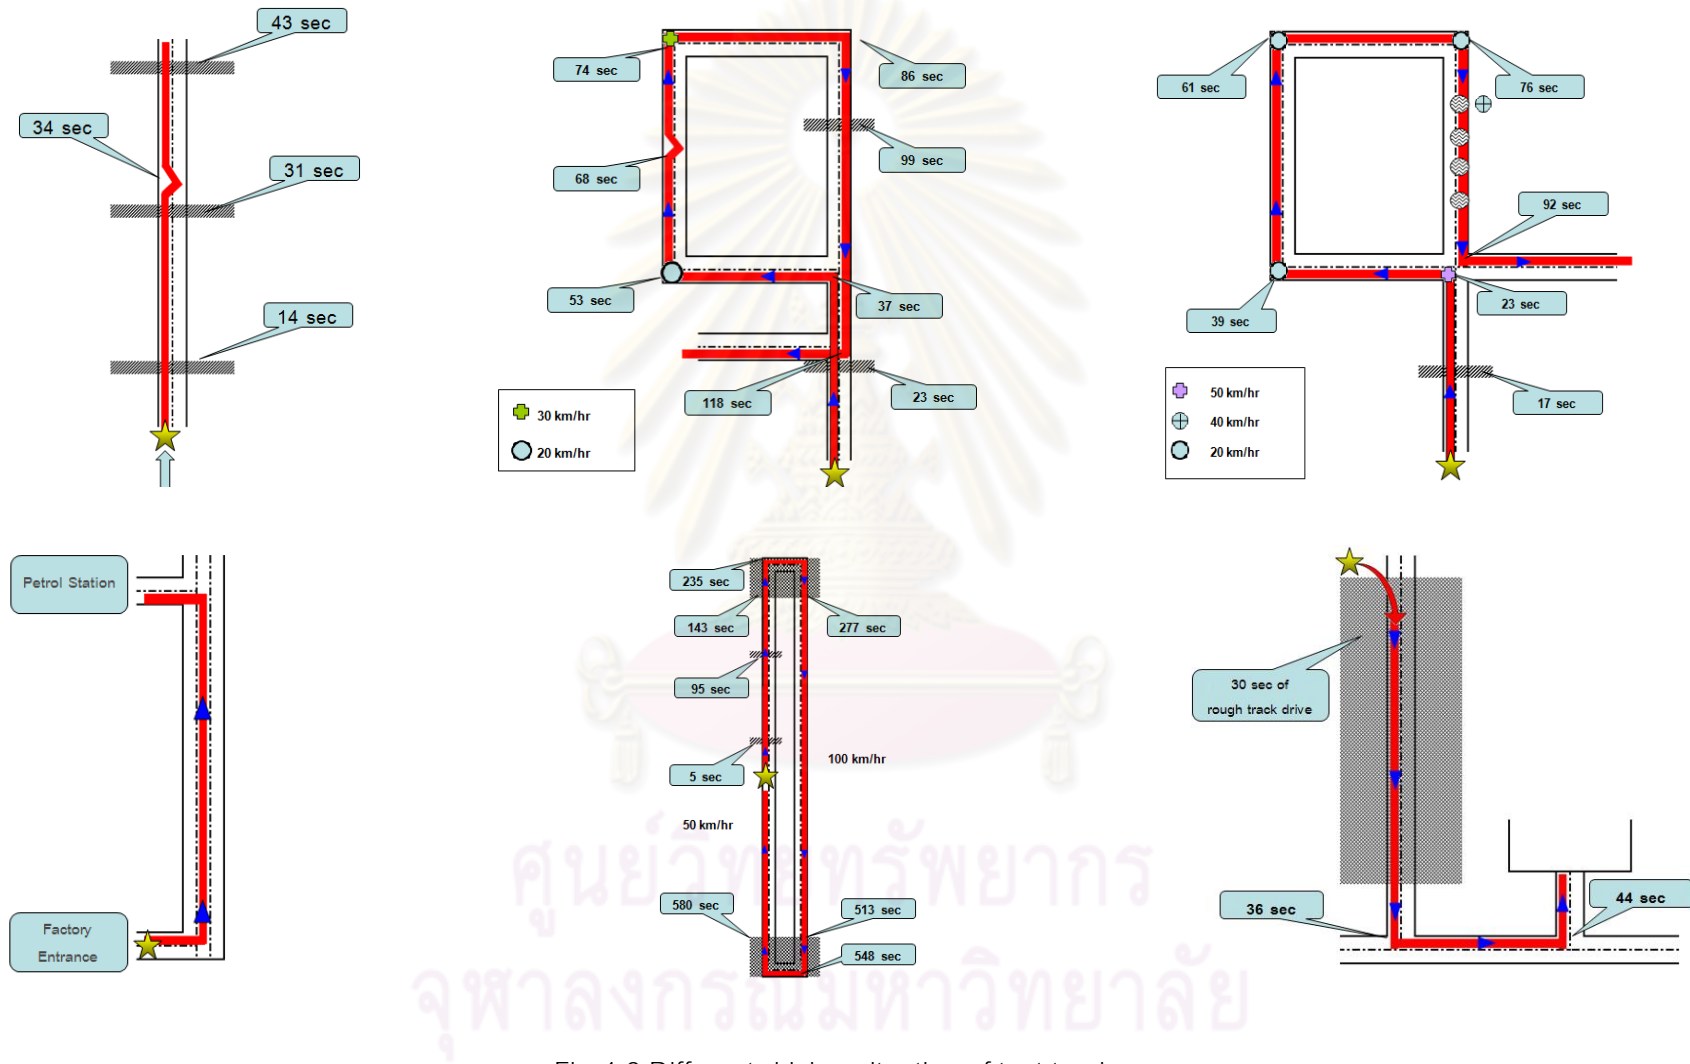 43 sec
34 sec
31 sec
14 sec
74 sec
86 sec
99 sec
68 sec
53 sec
37 sec
118 sec
23 sec
30 km/hr
20 km/hr
61 sec
76 sec
92 sec
23 sec
39 sec
17 sec
50 km/hr
40 km/hr
20 km/hr
Petrol Station
Factory
Entrance
235 sec
143 sec
277 sec
95 sec
5 sec
100 km/hr
50 km/hr
580 sec
513 sec
548 sec
30 sec of
rough track drive
36 sec
44 sec
ศูนย์วิทยทรัพยากร
จุฬาลงกรณ์มหาวิทยาลัย